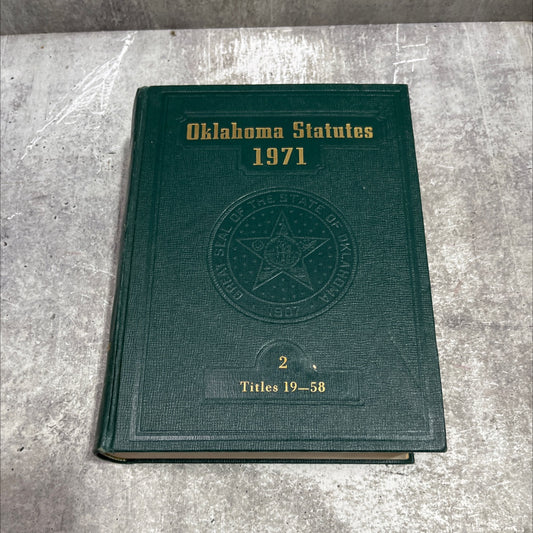 Oklahoma Statutes
1971
GREAT SEAL OF THE STATE OF OKLAHOMA
1907
2
Titles 19—58